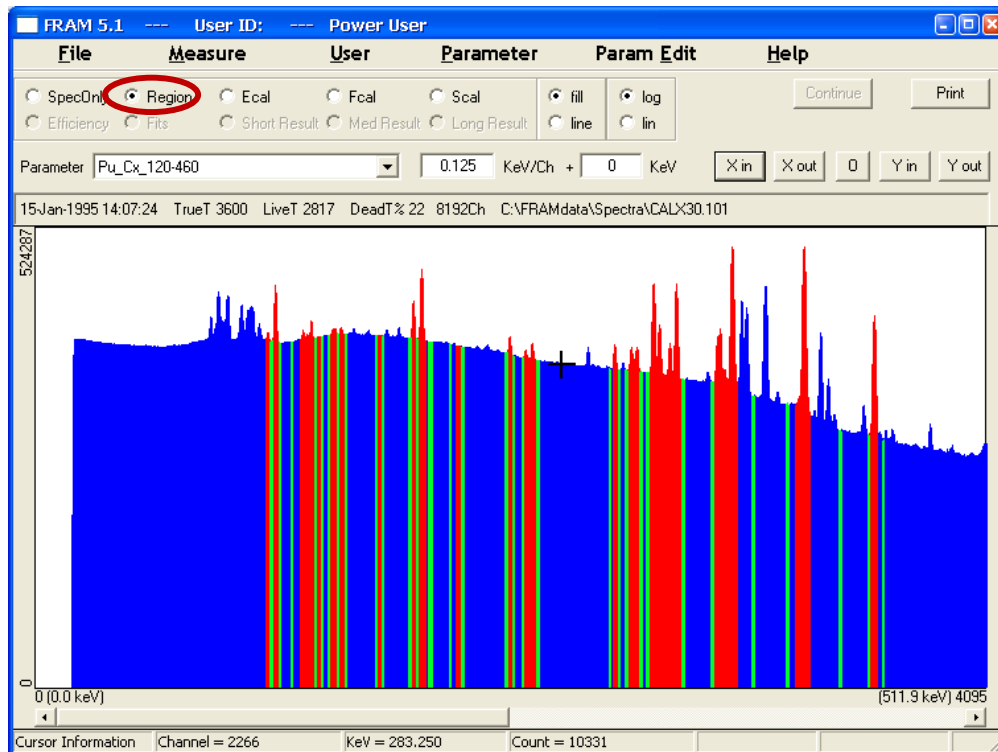 FRAM 5.1 --- User ID: --- Power User
File Measure User Parameter Param Edit Help
SpecOnly Region Ecal Fcal Scal fill log Continue Print
Efficiency Fits Short Result Med Result Long Result line lin
Parameter Pu_Cx_120-460 0.125 KeV/Ch + 0 KeV X in X out O Y in Y out
15-Jan-1995 14:07:24 TrueT 3600 LiveT 2817 DeadT% 22 8192Ch C:\FRAMdata\Spectra\CALX30.101
524287
0
0 (0.0 keV) (511.9 keV) 4095
Cursor Information Channel = 2266 KeV = 283.250 Count = 10331